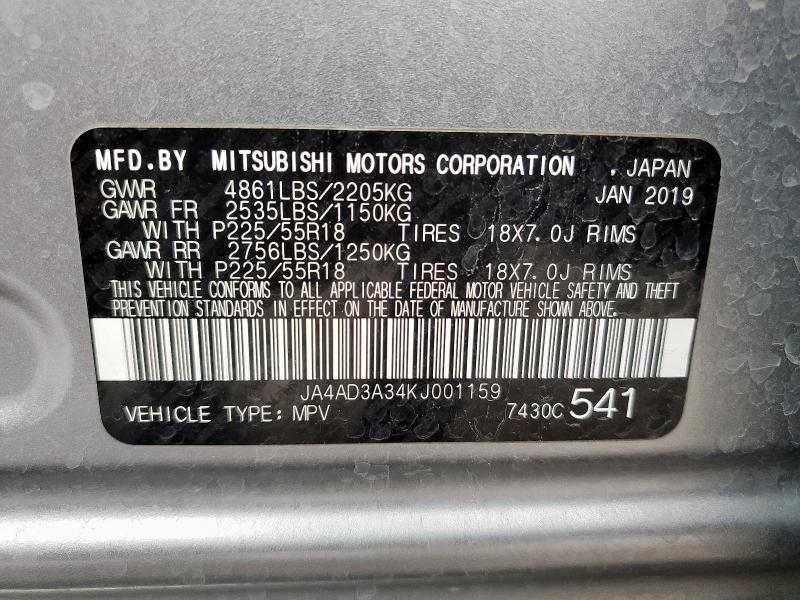 MFD.BY MITSUBISHI MOTORS CORPORATION , JAPAN
GVWR 4861LBS/2205KG JAN 2019
GAWR FR 2535LBS/1150KG
WITH P225/55R18 TIRES 18X7.0J RIMS
GAWR RR 2756LBS/1250KG
WITH P225/55R18 TIRES 18X7.0J RIMS
THIS VEHICLE CONFORMS TO ALL APPLICABLE FEDERAL MOTOR VEHICLE SAFETY AND THEFT
PREVENTION STANDARDS IN EFFECT ON THE DATE OF MANUFACTURE SHOWN ABOVE.
JA4AD3A34KJ001159
VEHICLE TYPE: MPV 7430C 541